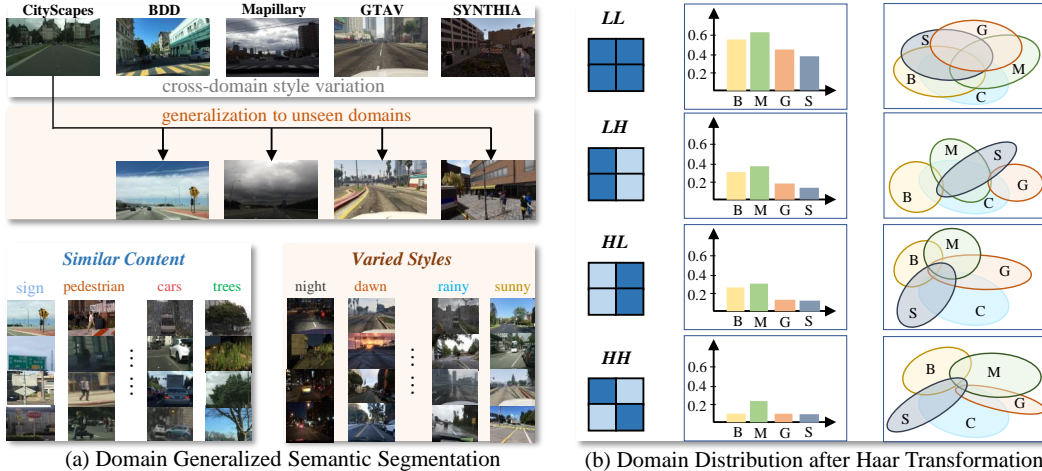 CityScapes BDD Mapillary GTAV SYNTHIA
cross-domain style variation
generalization to unseen domains
Similar Content
sign pedestrian cars trees
Varied Styles
night dawn rainy sunny
(a) Domain Generalized Semantic Segmentation
LL
0.6
0.4
0.2
B M G S
S G B M C
LH
0.6
0.4
0.2
B M G S
M S B G C
HL
0.6
0.4
0.2
B M G S
M B G S C
HH
0.6
0.4
0.2
B M G S
B M G S C
(b) Domain Distribution after Haar Transformation